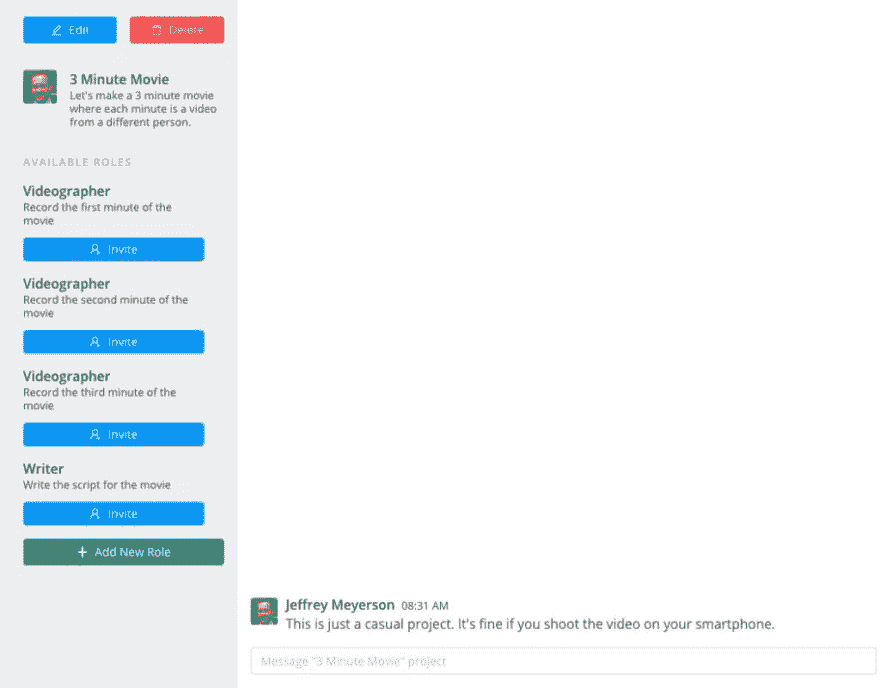 Edit
Delete
3 Minute Movie
Let's make a 3 minute movie
where each minute is a video
from a different person.
AVAILABLE ROLES
Videographer
Record the first minute of the
movie
Invite
Videographer
Record the second minute of the
movie
Invite
Videographer
Record the third minute of the
movie
Invite
Writer
Write the script for the movie
Invite
+ Add New Role
Jeffrey Meyerson 08:31 AM
This is just a casual project. It's fine if you shoot the video on your smartphone.
Message "3 Minute Movie" project